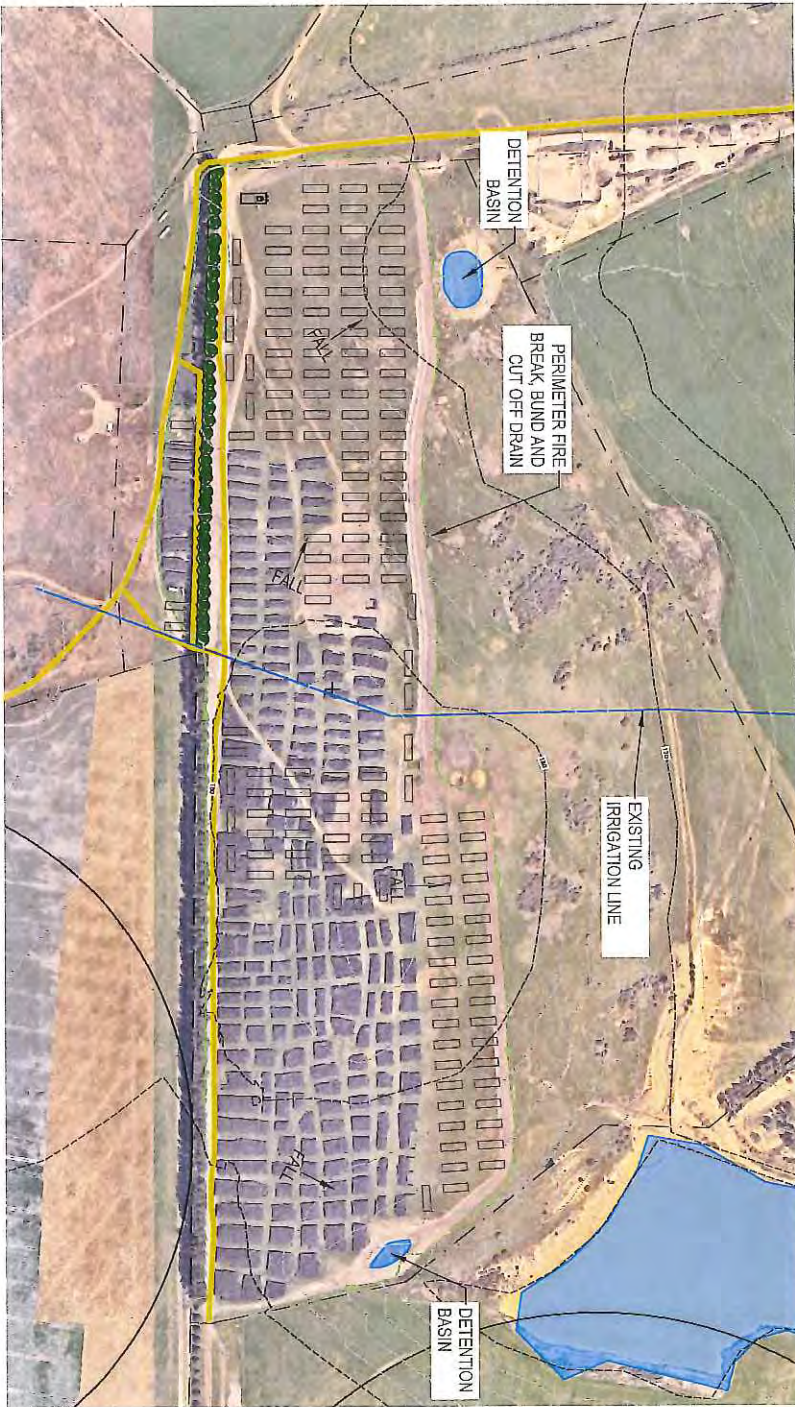 DETENTION
BASIN
PERIMETER FIRE
BREAK, BUND AND
CUT OFF DRAIN
EXISTING
IRRIGATION LINE
DETENTION
BASIN
FALL
FALL
FALL
FALL